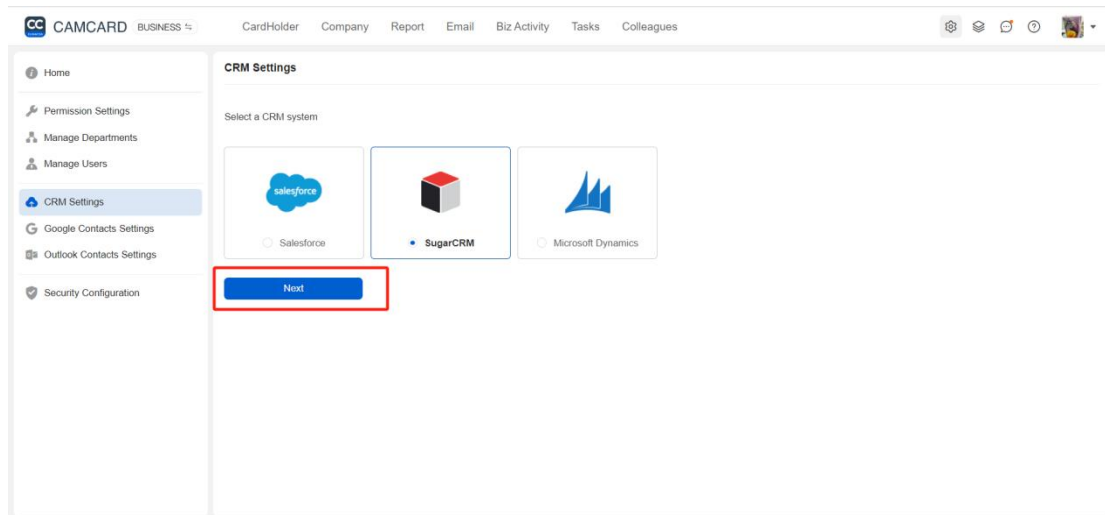 CC CAMCARD BUSINESS CardHolder Company Report Email Biz Activity Tasks Colleagues
Home
CRM Settings
Permission Settings
Select a CRM system
Manage Departments
Manage Users
salesforce
CRM Settings
Google Contacts Settings
Salesforce SugarCRM Microsoft Dynamics
Outlook Contacts Settings
Next
Security Configuration